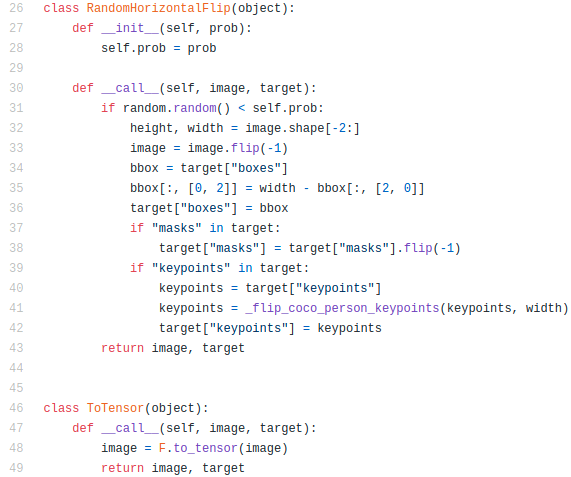 26 class RandomHorizontalFlip(object):
27     def __init__(self, prob):
28         self.prob = prob
29
30     def __call__(self, image, target):
31         if random.random() < self.prob:
32             height, width = image.shape[-2:]
33             image = image.flip(-1)
34             bbox = target["boxes"]
35             bbox[:, [0, 2]] = width - bbox[:, [2, 0]]
36             target["boxes"] = bbox
37             if "masks" in target:
38                 target["masks"] = target["masks"].flip(-1)
39             if "keypoints" in target:
40                 keypoints = target["keypoints"]
41                 keypoints = _flip_coco_person_keypoints(keypoints, width)
42                 target["keypoints"] = keypoints
43         return image, target
44
45
46 class ToTensor(object):
47     def __call__(self, image, target):
48         image = F.to_tensor(image)
49         return image, target